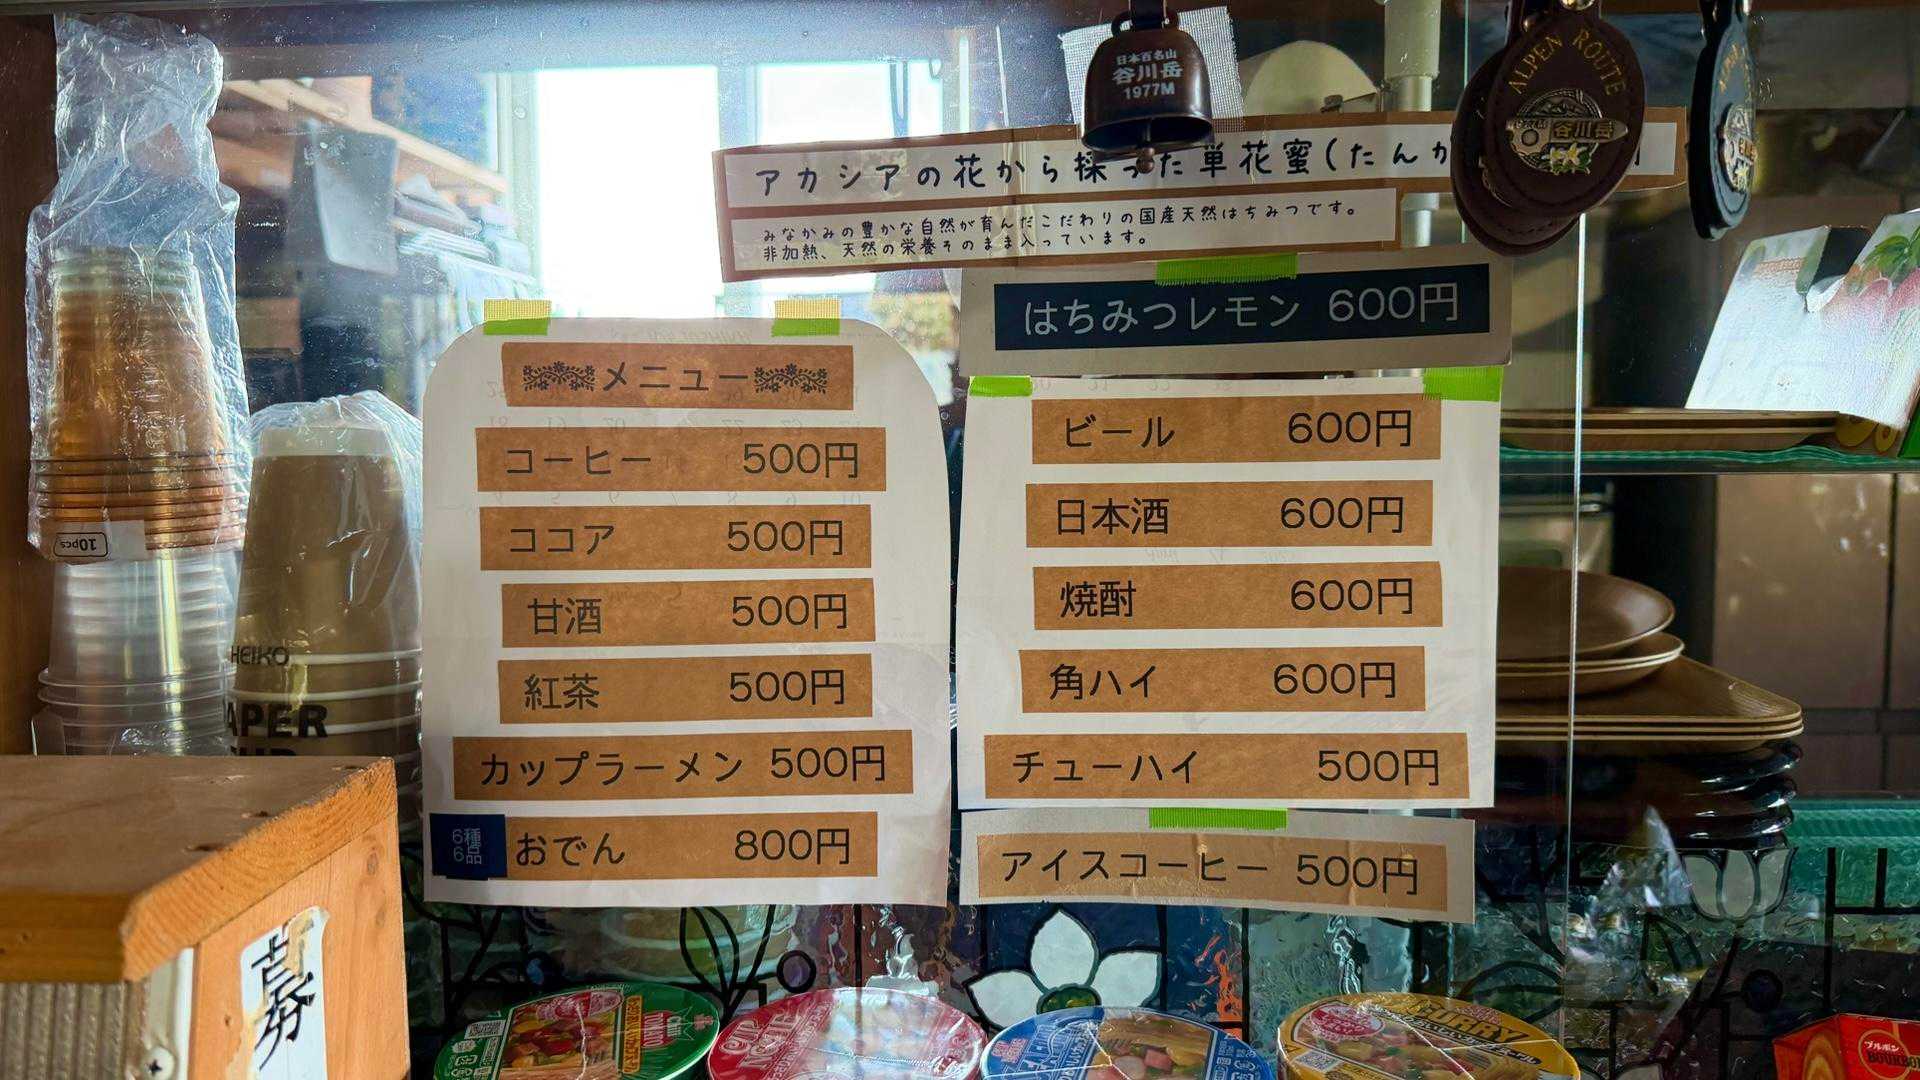 日本百名山
谷川岳
1977M
ALPEN ROUTE
谷川岳
アカシアの花から採った単花蜜(たんか
みなかみの豊かな自然が育んだこだわりの国産天然はちみつです。
非加熱、天然の栄養そのまま入っています。
はちみつレモン 600円
メニュー
コーヒー 500円
ココア 500円
甘酒 500円
紅茶 500円
カップラーメン 500円
6種
6品
おでん 800円
ビール 600円
日本酒 600円
焼酎 600円
角ハイ 600円
チューハイ 500円
アイスコーヒー 500円
10pcs
HEIKO
APER
CURRY
ブルボン